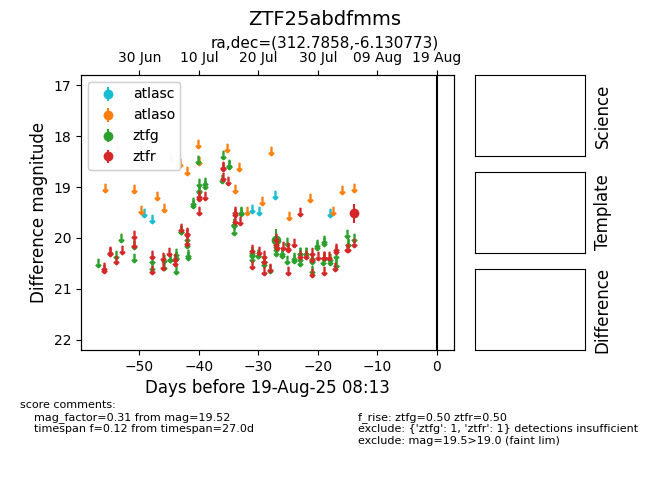 ZTF25abdfmms
ra,dec=(312.7858,-6.130773)
30 Jun 10 Jul 20 Jul 30 Jul 09 Aug 19 Aug
atlasc
atlaso
ztfg
ztfr
17
18
19
20
21
22
Difference magnitude
−50 −40 −30 −20 −10 0
Days before 19-Aug-25 08:13
Science
Template
Difference
score comments:
mag_factor=0.31 from mag=19.52
timespan f=0.12 from timespan=27.0d
f_rise: ztfg=0.50 ztfr=0.50
exclude: {'ztfg': 1, 'ztfr': 1} detections insufficient
exclude: mag=19.5>19.0 (faint lim)